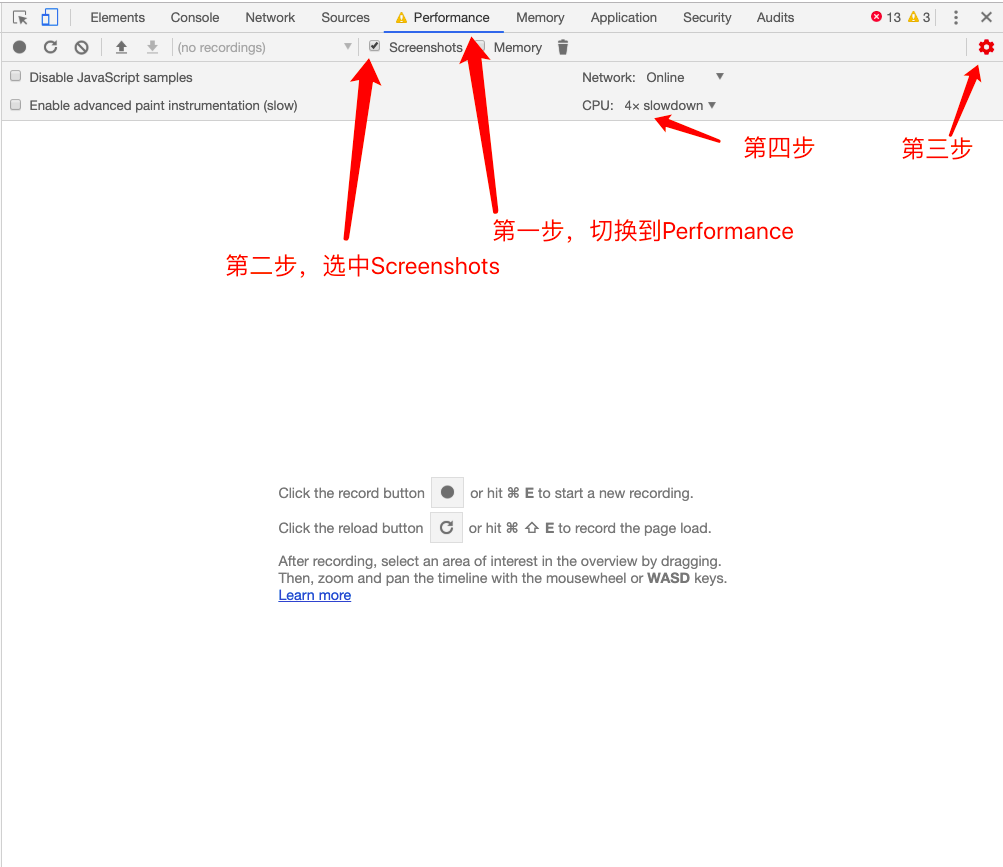 Elements Console Network Sources Performance Memory Application Security Audits 13 3
(no recordings) Screenshots Memory
Disable JavaScript samples Network: Online
Enable advanced paint instrumentation (slow) CPU: 4× slowdown
第四步
第三步
第一步，切换到Performance
第二步，选中Screenshots
Click the record button or hit ⌘ E to start a new recording.
Click the reload button or hit ⌘ ⇧ E to record the page load.
After recording, select an area of interest in the overview by dragging.
Then, zoom and pan the timeline with the mousewheel or WASD keys.
Learn more